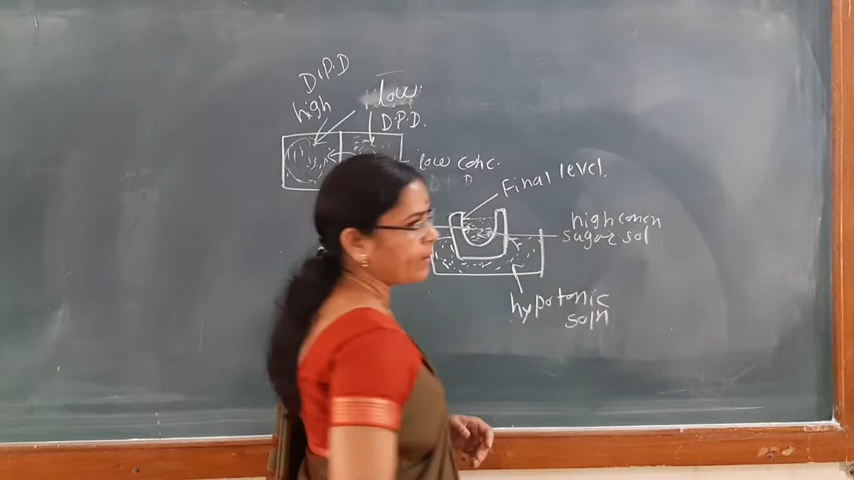 D.P.D
high
low
D.P.D.
low conc.
Final level.
high concn
sugar sol
hypotonic
soln